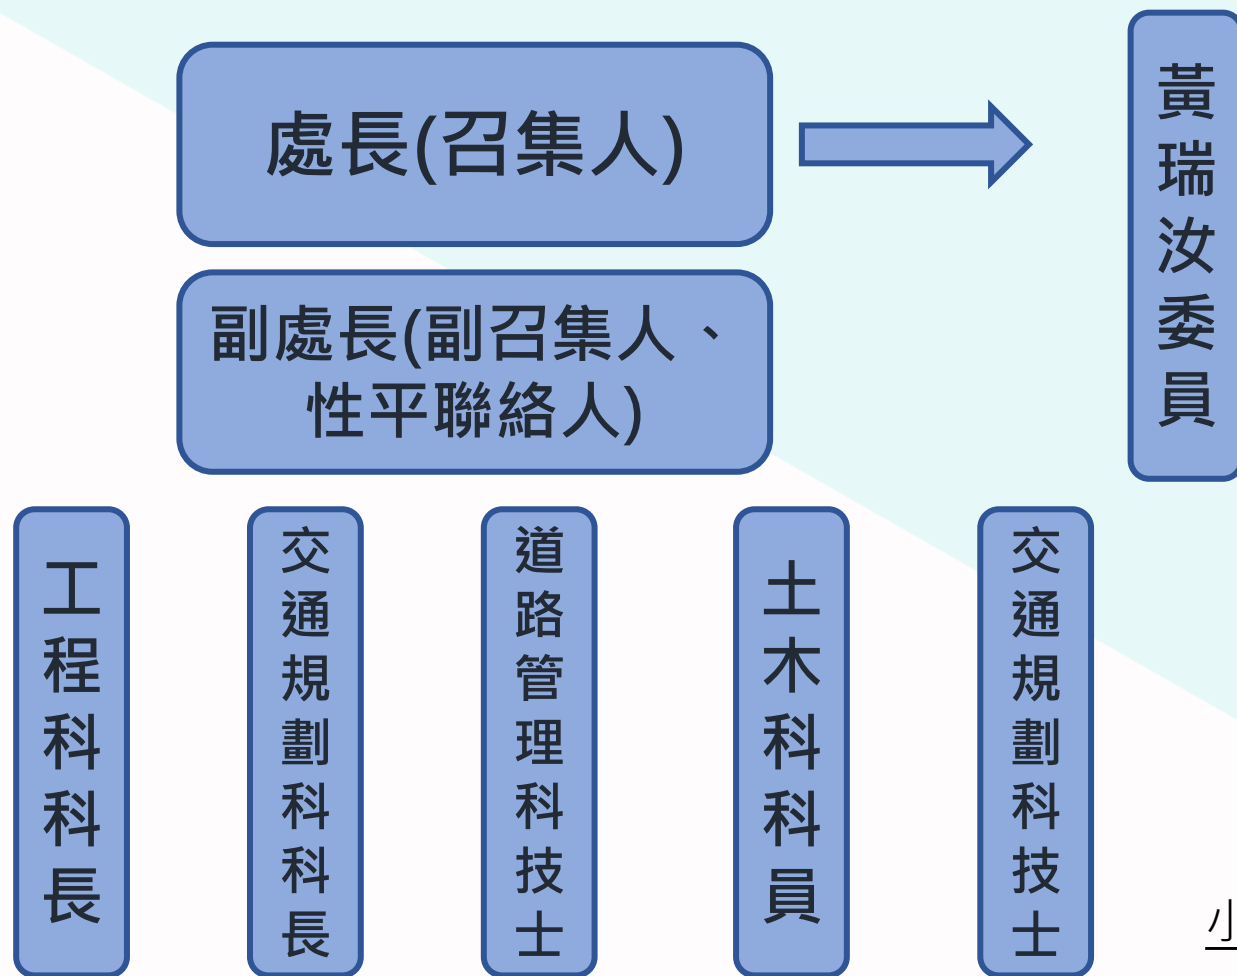 處長(召集人)
黃瑞汝委員
副處長(副召集人、
性平聯絡人)
工程科科長
交通規劃科科長
道路管理科技士
土木科科員
交通規劃科技士
小